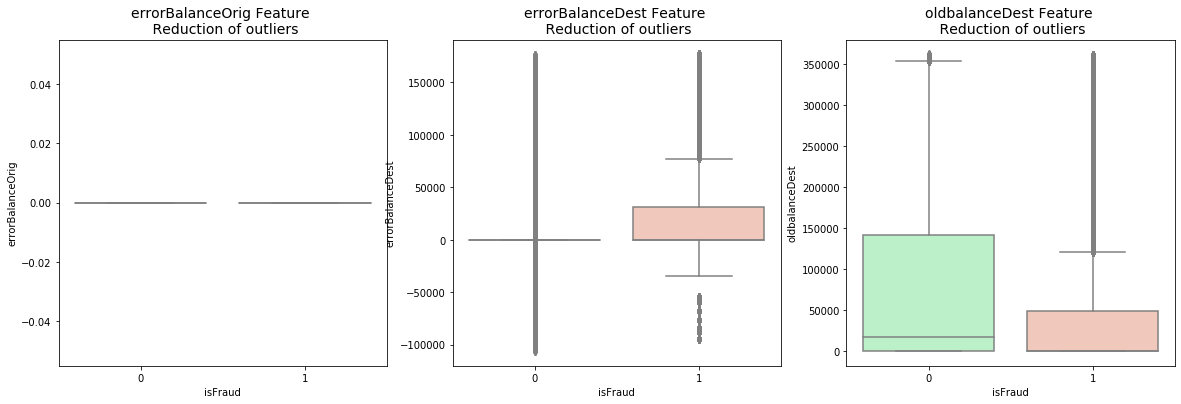 errorBalanceOrig Feature
Reduction of outliers
0.04
0.02
0.00
−0.02
−0.04
errorBalanceOrig
0
1
isFraud
errorBalanceDest Feature
Reduction of outliers
150000
100000
50000
0
−50000
−100000
errorBalanceDest
0
1
isFraud
oldbalanceDest Feature
Reduction of outliers
350000
300000
250000
200000
150000
100000
50000
0
oldbalanceDest
0
1
isFraud